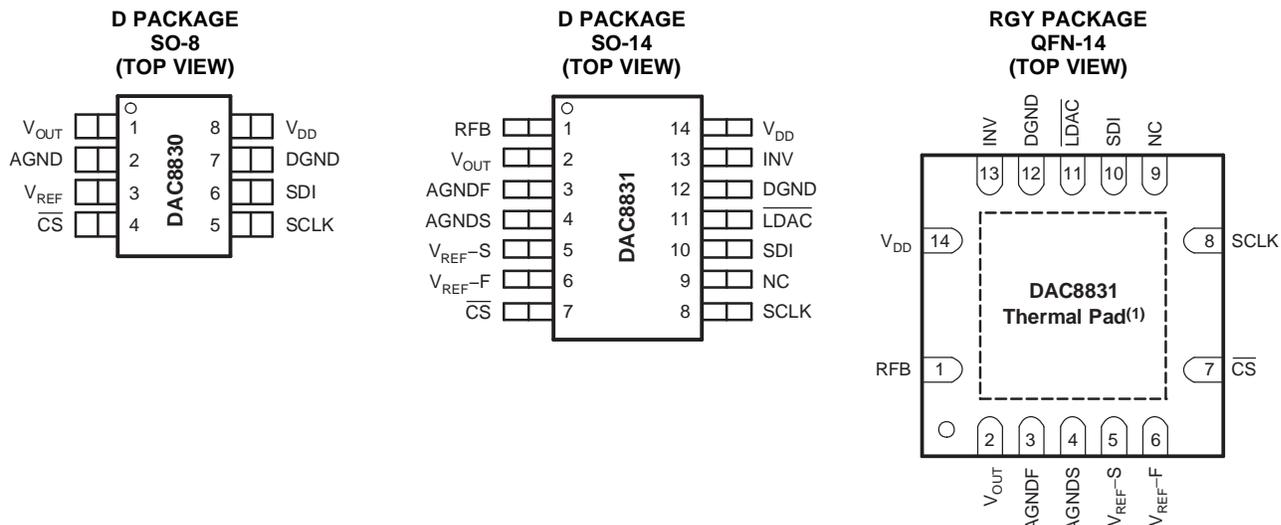 D PACKAGE
SO-8
(TOP VIEW)
VOUT 1 8 VDD
AGND 2 7 DGND
VREF 3 6 SDI
CS 4 5 SCLK
DAC8830
D PACKAGE
SO-14
(TOP VIEW)
RFB 1 14 VDD
VOUT 2 13 INV
AGNDF 3 12 DGND
AGNDS 4 11 LDAC
VREF–S 5 10 SDI
VREF–F 6 9 NC
CS 7 8 SCLK
DAC8831
RGY PACKAGE
QFN-14
(TOP VIEW)
INV DGND LDAC SDI NC
13 12 11 10 9
VDD 14 8 SCLK
DAC8831
Thermal Pad(1)
RFB 1 7 CS
2 3 4 5 6
VOUT AGNDF AGNDS VREF–S VREF–F